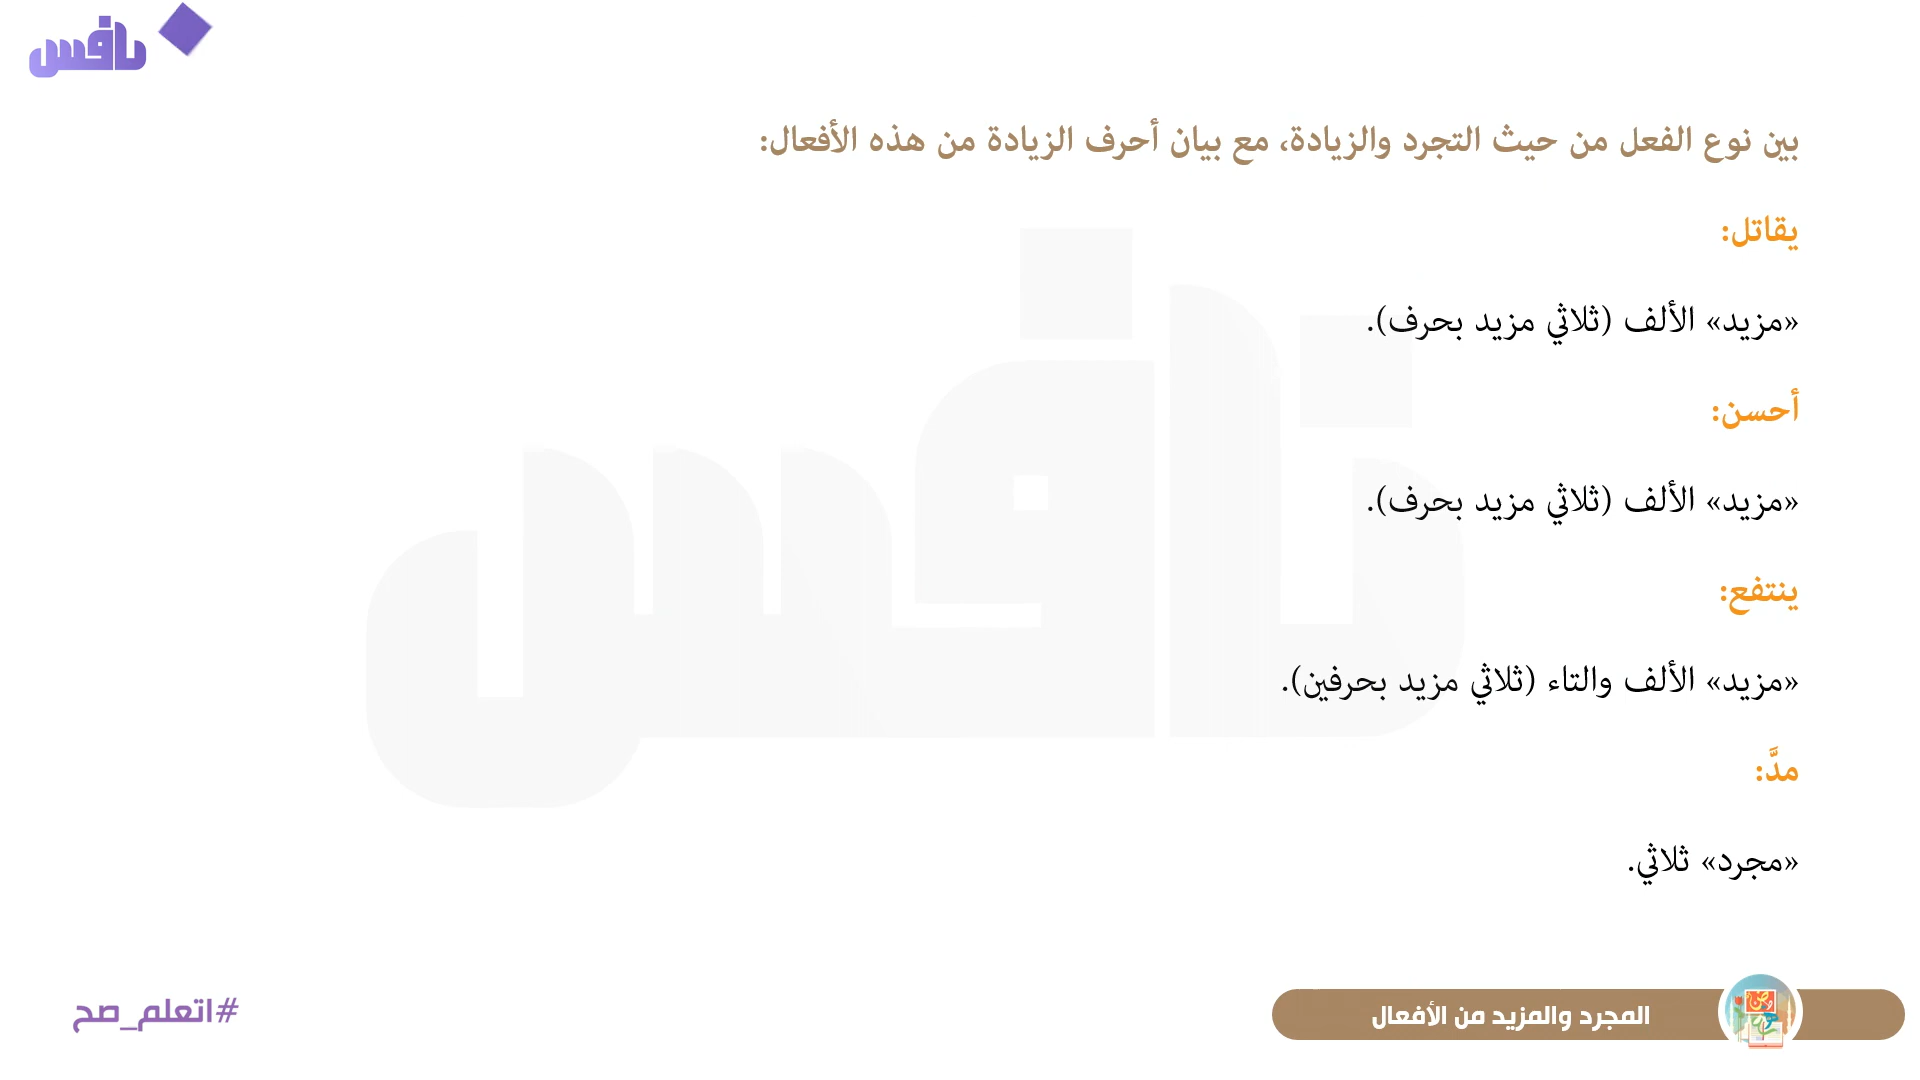 نافس
بين نوع الفعل من حيث التجرد والزيادة، مع بيان أحرف الزيادة من هذه الأفعال:
يقاتل:
«مزيد» الألف (ثلاثي مزيد بحرف).
أحسن:
«مزيد» الألف (ثلاثي مزيد بحرف).
ينتفع:
«مزيد» الألف والتاء (ثلاثي مزيد بحرفين).
مدَّ:
«مجرد» ثلاثي.
المجرد والمزيد من الأفعال
#اتعلم_صح